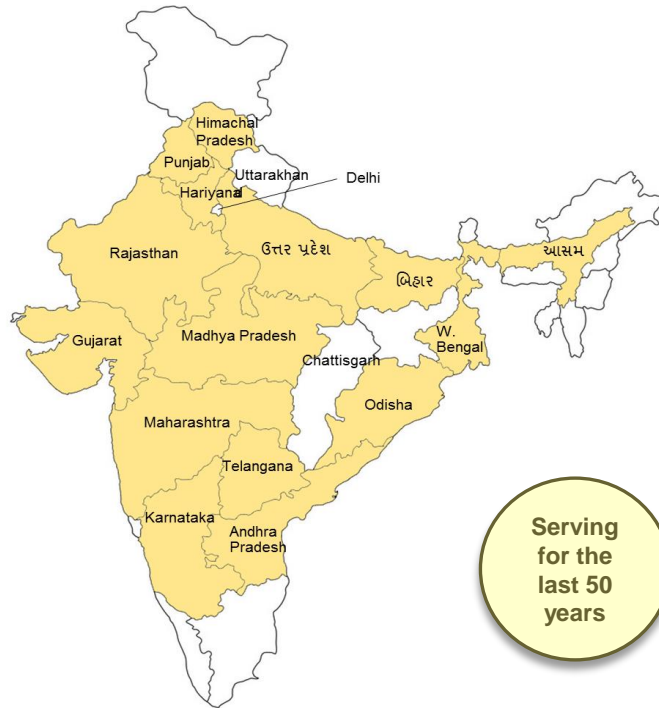 Himachal
Pradesh
Punjab
Uttarakhan
d
Hariyana
Delhi
Rajasthan
ઉત્તર પ્રદેશ
બિહાર
આસમ
Gujarat
Madhya Pradesh
W.
Bengal
Chattisgarh
Odisha
Maharashtra
Telangana
Karnataka
Andhra
Pradesh
Serving
for the
last 50
years